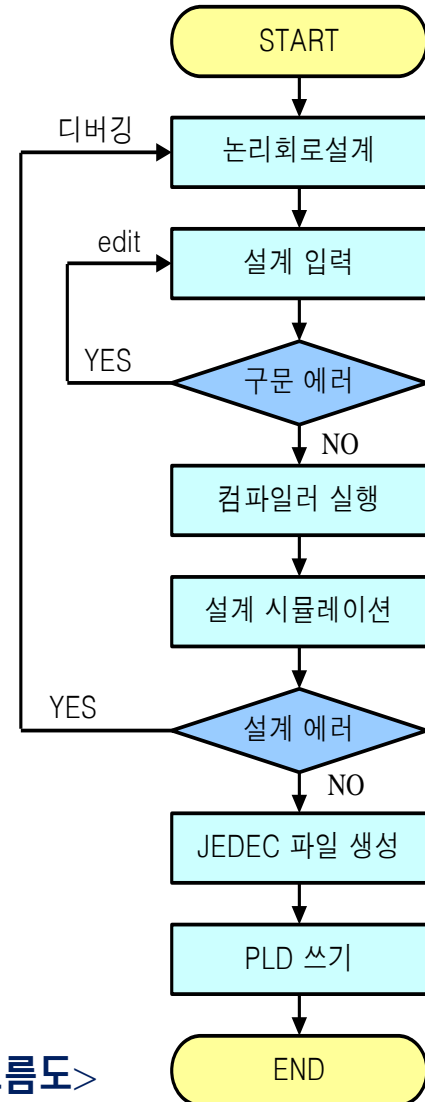 START
디버깅
논리회로설계
edit
설계 입력
YES
구문 에러
NO
컴파일러 실행
설계 시뮬레이션
YES
설계 에러
NO
JEDEC 파일 생성
PLD 쓰기
름도>
END